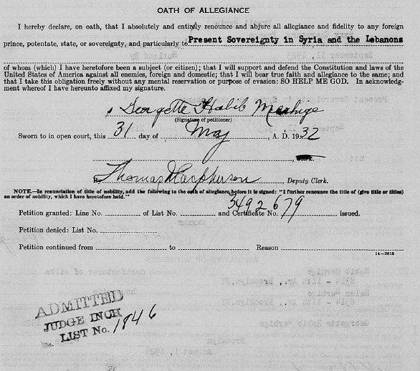 OATH OF ALLEGIANCE
I hereby declare, on oath, that I absolutely and entirely renounce and abjure all allegiance and fidelity to any foreign
prince, potentate, state, or sovereignty, and particularly to Present Sovereignty in Syria and the Lebanons
of whom (which) I have heretofore been a subject (or citizen); that I will support and defend the Constitution and laws of the
United States of America against all enemies, foreign and domestic; that I will bear true faith and allegiance to the same; and
that I take this obligation freely without any mental reservation or purpose of evasion: SO HELP ME GOD. In acknowledg-
ment whereof I have hereunto affixed my signature.
Georgette Habib
(Signature of petitioner)
Sworn to in open court, this 31 day of May, A. D. 1932
Thomas Macpherson, Deputy Clerk.
NOTE.—In renunciation of title of nobility, add the following to the oath of allegiance before it is signed: "I further renounce the title of (give title or titles)
an order of nobility, which I have heretofore held."
Petition granted: Line No. of List No. and Certificate No. 3492679 issued.
Petition denied: List No.
Petition continued from to Reason
ADMITTED
JUDGE INCH
LIST No. 1946